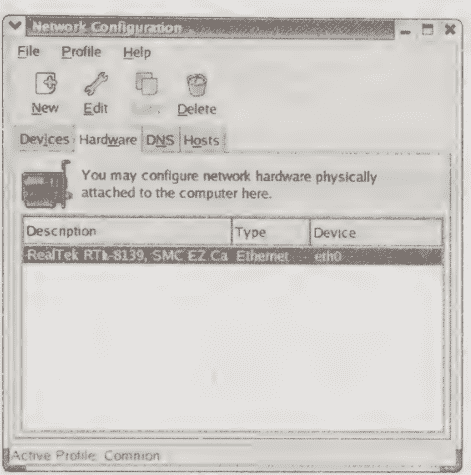 Network Configuration
File Profile Help
New Edit Copy Delete
Devices Hardware DNS Hosts
You may configure network hardware physically
attached to the computer here.
Description Type Device
RealTek RTL-8139, SMC EZ Ca Ethernet eth0
Active Profile: Common